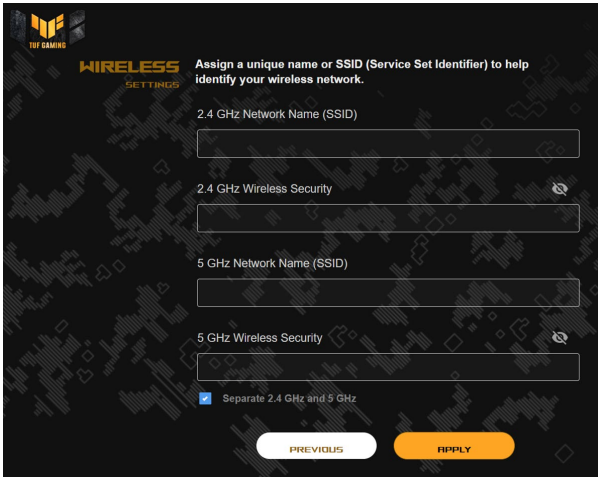 TUF GAMING
WIRELESS
SETTINGS
Assign a unique name or SSID (Service Set Identifier) to help
identify your wireless network.
2.4 GHz Network Name (SSID)
2.4 GHz Wireless Security
5 GHz Network Name (SSID)
5 GHz Wireless Security
Separate 2.4 GHz and 5 GHz
PREVIOUS
APPLY